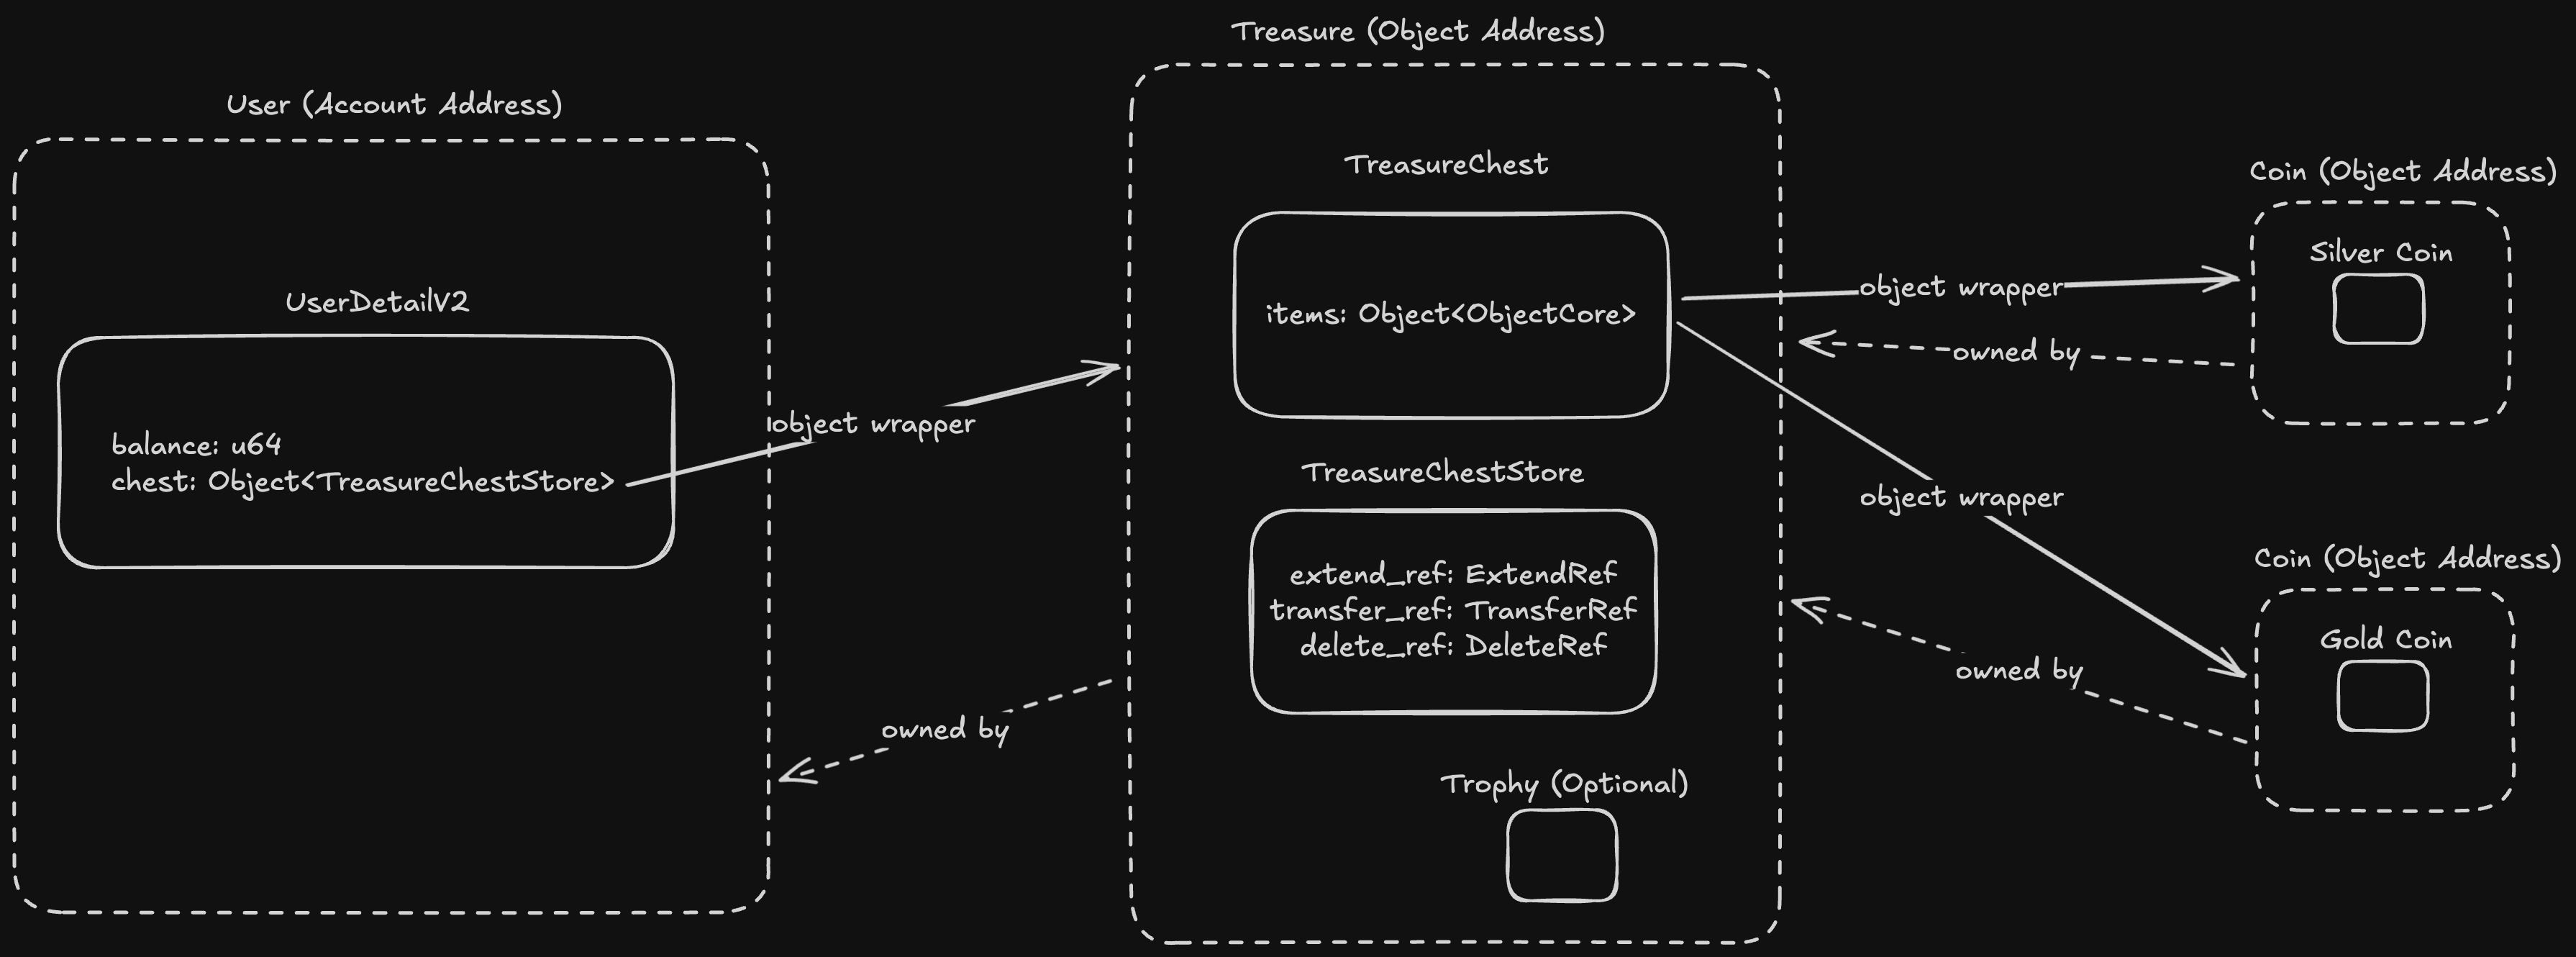 User (Account Address)
UserDetailV2
balance: u64
chest: Object<TreasureChestStore>
object wrapper
owned by
Treasure (Object Address)
TreasureChest
items: Object<ObjectCore>
TreasureChestStore
extend_ref: ExtendRef
transfer_ref: TransferRef
delete_ref: DeleteRef
Trophy (Optional)
object wrapper
owned by
object wrapper
owned by
Coin (Object Address)
Silver Coin
Coin (Object Address)
Gold Coin